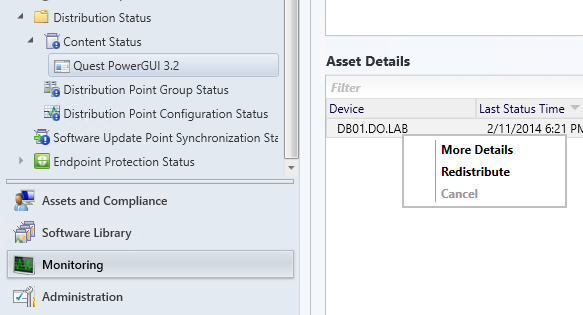 Distribution Status
Content Status
Quest PowerGUI 3.2
Distribution Point Group Status
Distribution Point Configuration Status
Software Update Point Synchronization Sta
Endpoint Protection Status
Assets and Compliance
Software Library
Monitoring
Administration
Asset Details
Filter
Device Last Status Time
DB01.DO.LAB 2/11/2014 6:21 PM
More Details
Redistribute
Cancel